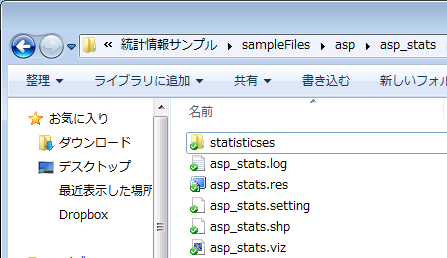 « 統計情報サンプル ▸ sampleFiles ▸ asp ▸ asp_stats
整理 ▼ ライブラリに追加 ▼ 共有 ▼ 書き込む 新しいフォル
お気に入り
ダウンロード
デスクトップ
最近表示した場所
Dropbox
名前
statisticses
asp_stats.log
asp_stats.res
asp_stats.setting
asp_stats.shp
asp_stats.viz